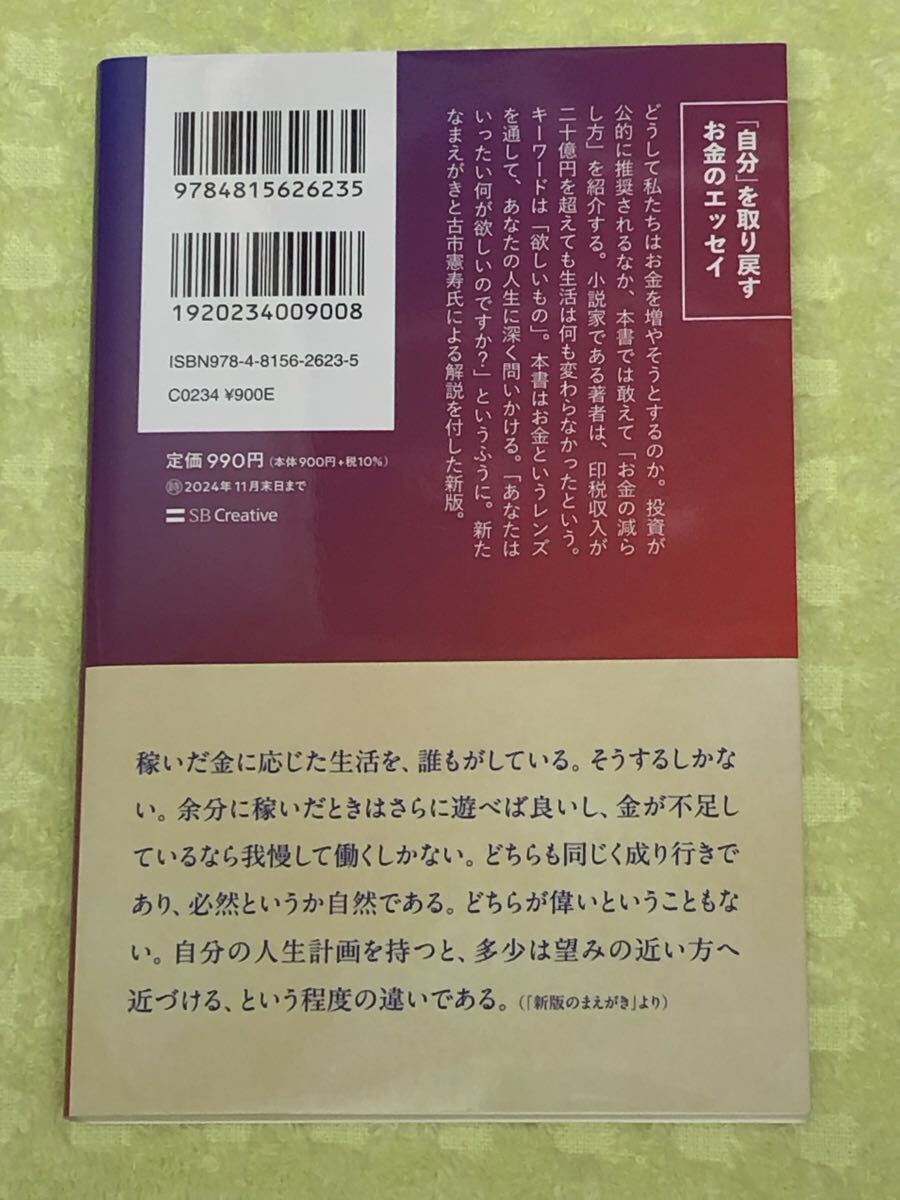 「自分」を取り戻す
お金のエッセイ
どうして私たちはお金を増やそうとするのか。投資が
公的に推奨されるなか、本書では敢えて「お金の減ら
し方」を紹介する。小説家である著者は、印税収入が
二十億円を超えても生活は何も変わらなかったという。
キーワードは「欲しいもの」。本書はお金というレンズ
を通して、あなたの人生に深く問いかける。「あなたは
いったい何が欲しいのですか?」というふうに。新た
なまえがきと古市憲寿氏による解説を付した新版。
9784815626235
1920234009008
ISBN978-4-8156-2623-5
C0234 ¥900E
定価990円(本体900円+税10%)
時2024年11月末日まで
SB Creative
稼いだ金に応じた生活を、誰もがしている。そうするしかな
い。余分に稼いだときはさらに遊べば良いし、金が不足し
ているなら我慢して働くしかない。どちらも同じく成り行きで
あり、必然というか自然である。どちらが偉いということもな
い。自分の人生計画を持つと、多少は望みの近い方へ
近づける、という程度の違いである。(「新版のまえがき」より)